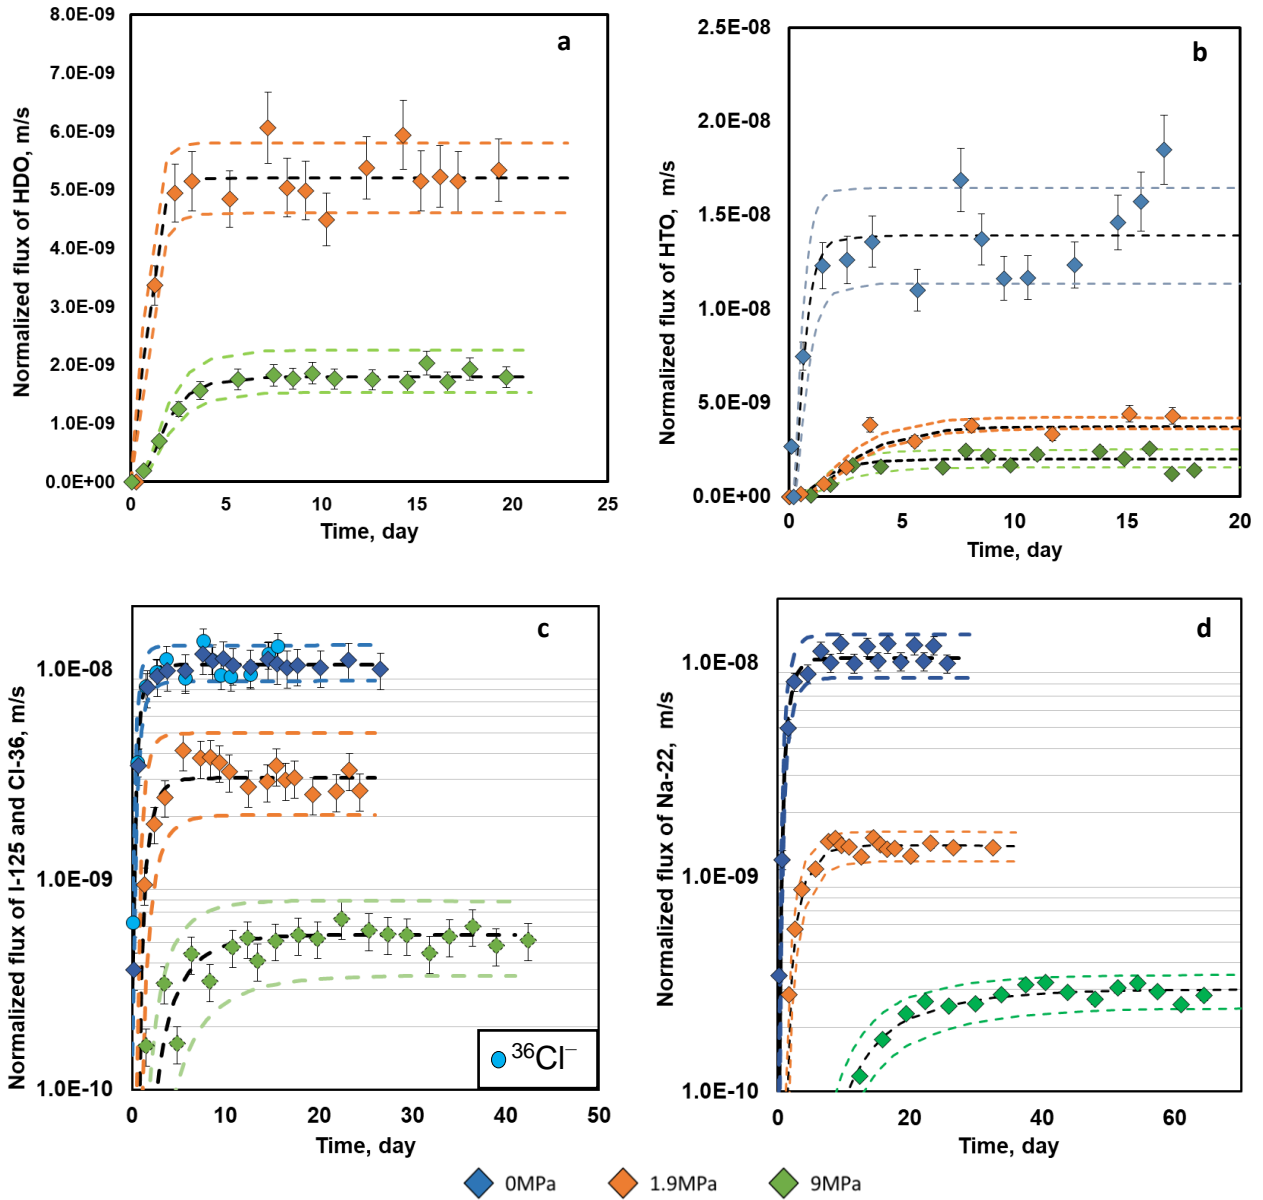 a
8.0E-09
7.0E-09
6.0E-09
5.0E-09
4.0E-09
3.0E-09
2.0E-09
1.0E-09
0.0E+00
Normalized flux of HDO, m/s
0 5 10 15 20 25
Time, day
b
2.5E-08
2.0E-08
1.5E-08
1.0E-08
5.0E-09
0.0E+00
Normalized flux of HTO, m/s
0 5 10 15 20
Time, day
c
1.0E-08
1.0E-09
1.0E-10
Normalized flux of I-125 and Cl-36, m/s
36Cl−
0 10 20 30 40 50
Time, day
d
1.0E-08
1.0E-09
1.0E-10
Normalized flux of Na-22, m/s
0 20 40 60
Time, day
0MPa 1.9MPa 9MPa